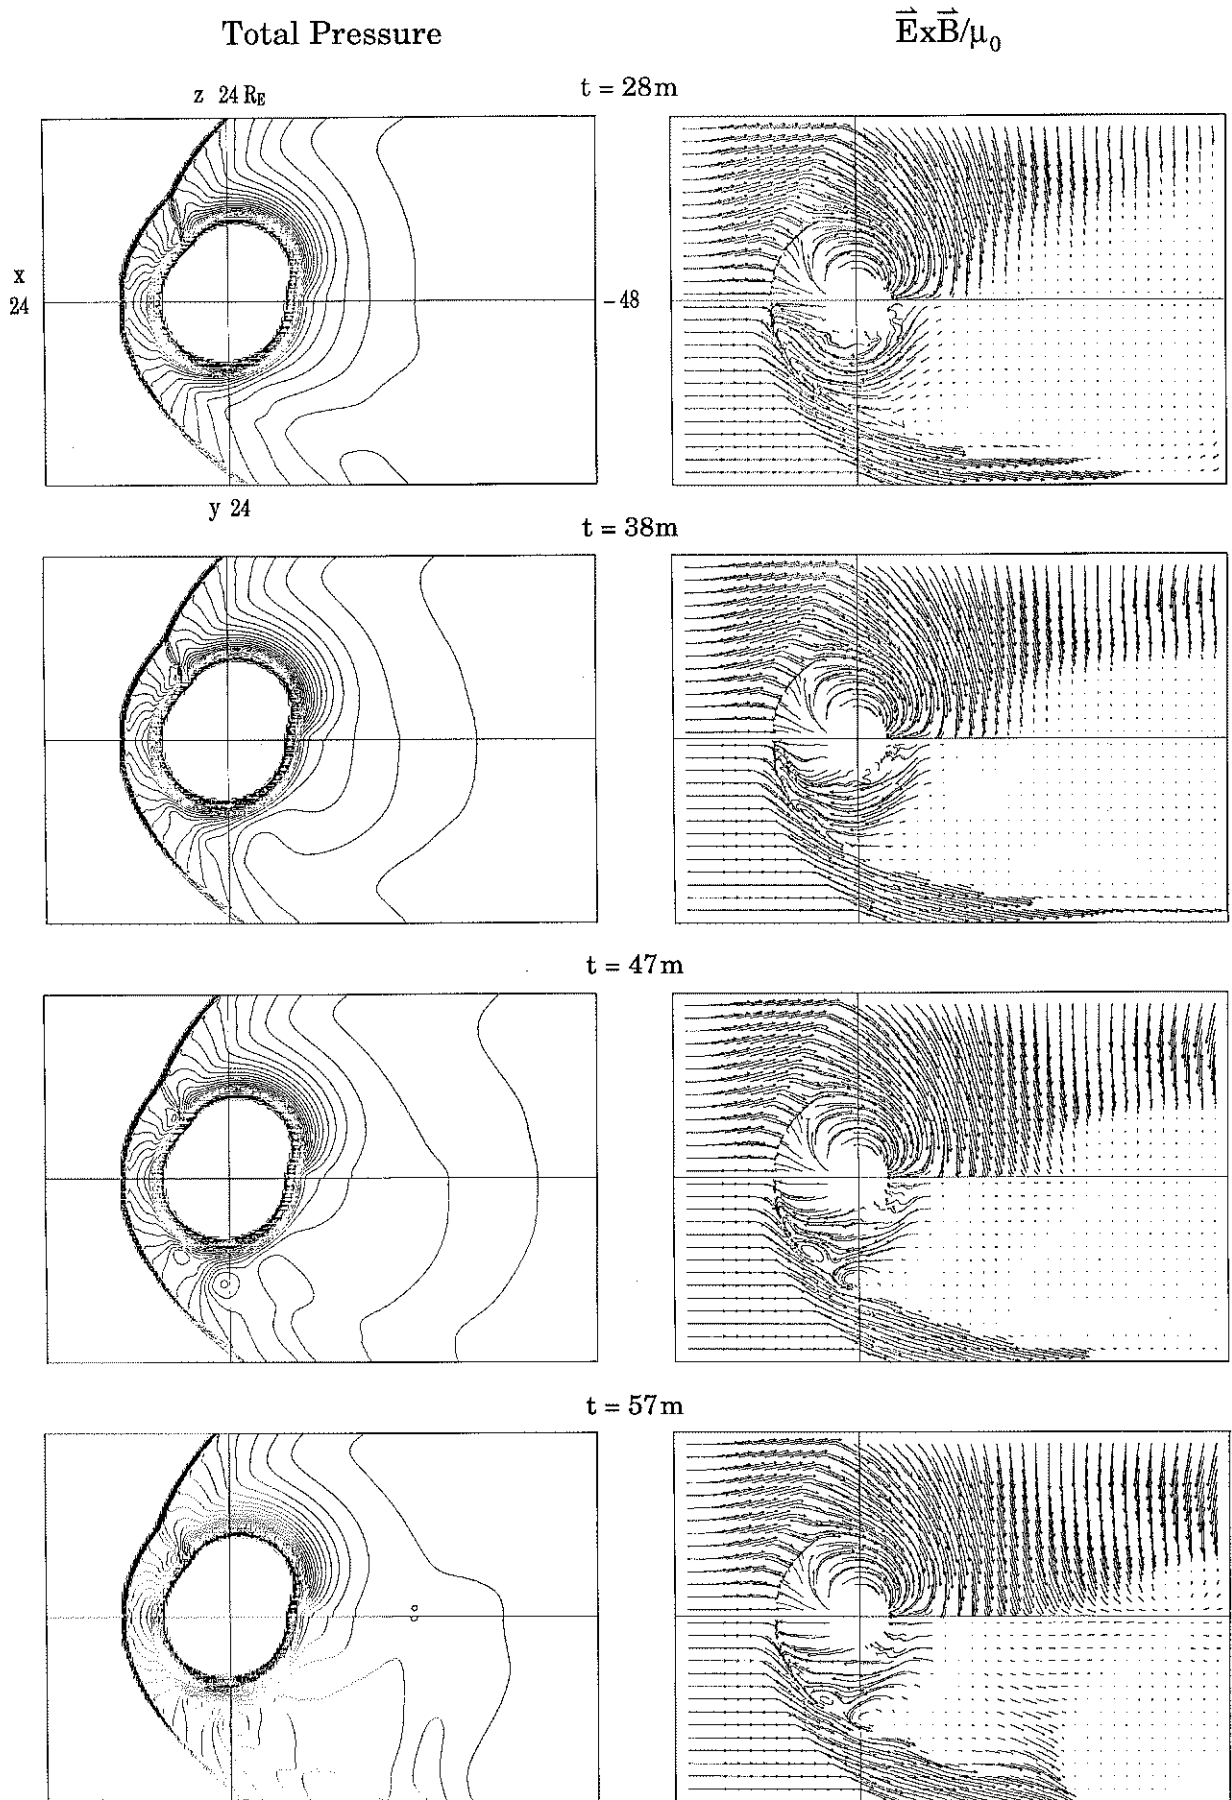 Total Pressure
E⃗xB⃗/μ₀
t = 28m
z 24 RE
x
24
-48
y 24
t = 38m
t = 47m
t = 57m